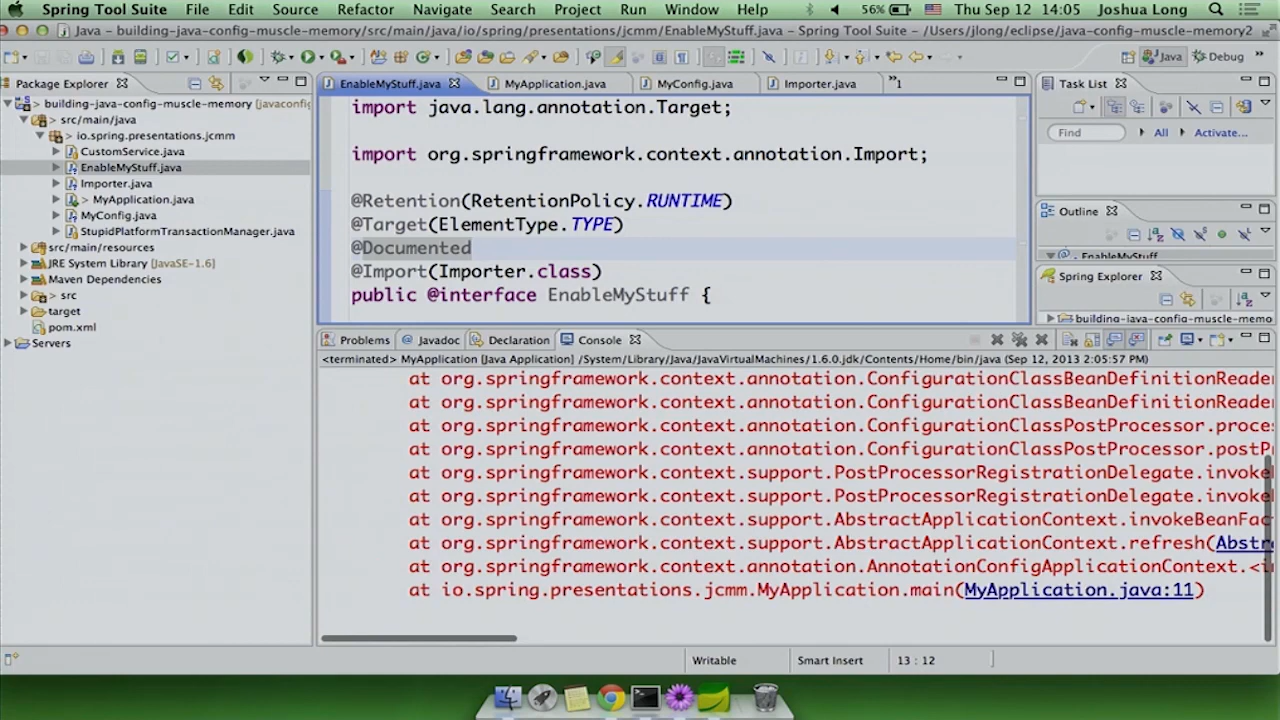 Spring Tool Suite File Edit Source Refactor Navigate Search Project Run Window Help 56% Thu Sep 12 14:05 Joshua Long
Java - building-java-config-muscle-memory/src/main/java/io/spring/presentations/jcmm/EnableMyStuff.java - Spring Tool Suite - /Users/jlong/eclipse/workspaces/java-config-muscle-memory2
Java Debug
Package Explorer
> building-java-config-muscle-memory [javaconfig
> src/main/java
> io.spring.presentations.jcmm
CustomService.java
EnableMyStuff.java
Importer.java
> MyApplication.java
MyConfig.java
StupidPlatformTransactionManager.java
src/main/resources
JRE System Library [JavaSE-1.6]
Maven Dependencies
> src
target
pom.xml
Servers
EnableMyStuff.java MyApplication.java MyConfig.java Importer.java »1
import java.lang.annotation.Target;
import org.springframework.context.annotation.Import;
@Retention(RetentionPolicy.RUNTIME)
@Target(ElementType.TYPE)
@Documented
@Import(Importer.class)
public @interface EnableMyStuff {
Task List
Find All Activate...
Outline
EnableMyStuff
Spring Explorer
building-java-config-muscle-memo
Problems Javadoc Declaration Console
<terminated> MyApplication [Java Application] /System/Library/Java/JavaVirtualMachines/1.6.0.jdk/Contents/Home/bin/java (Sep 12, 2013 2:05:57 PM)
at org.springframework.context.annotation.ConfigurationClassBeanDefinitionReader
at org.springframework.context.annotation.ConfigurationClassBeanDefinitionReader
at org.springframework.context.annotation.ConfigurationClassPostProcessor.proces
at org.springframework.context.annotation.ConfigurationClassPostProcessor.postP
at org.springframework.context.support.PostProcessorRegistrationDelegate.invoke
at org.springframework.context.support.PostProcessorRegistrationDelegate.invoke
at org.springframework.context.support.AbstractApplicationContext.invokeBeanFac
at org.springframework.context.support.AbstractApplicationContext.refresh(Abstr
at org.springframework.context.annotation.AnnotationConfigApplicationContext.<i
at io.spring.presentations.jcmm.MyApplication.main(MyApplication.java:11)
Writable Smart Insert 13 : 12